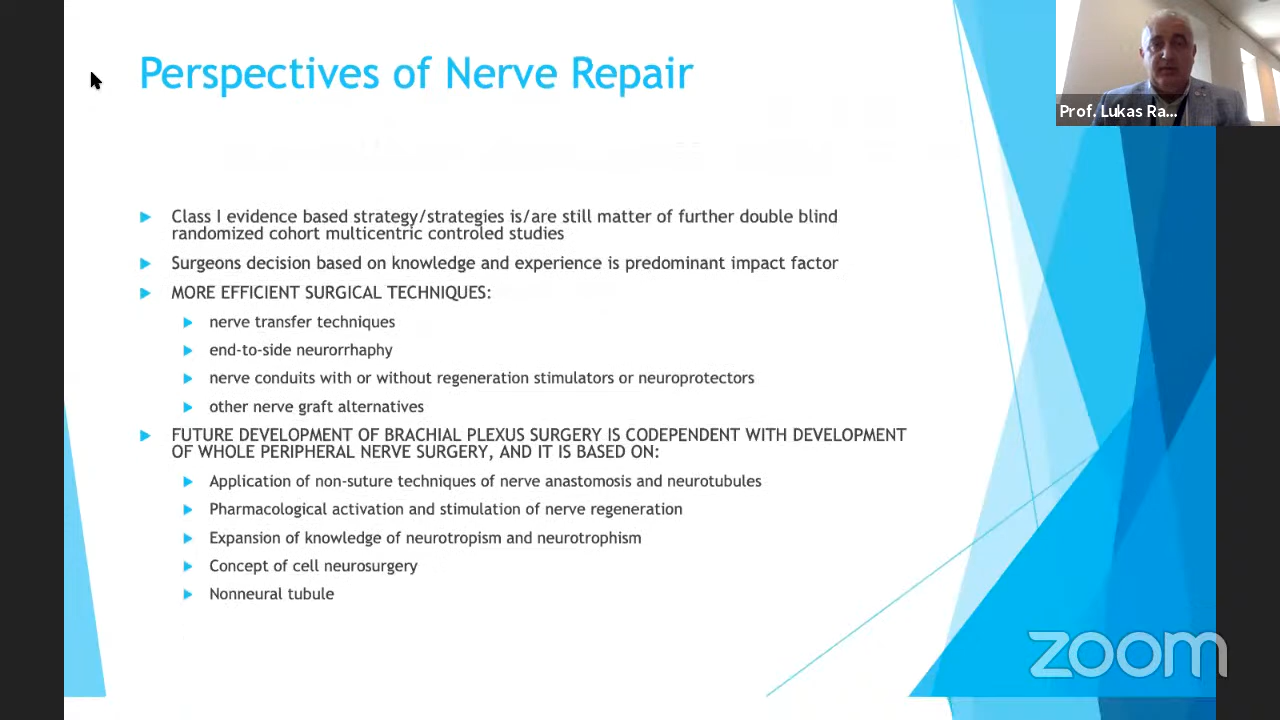 Perspectives of Nerve Repair
Prof. Lukas Ra...
Class I evidence based strategy/strategies is/are still matter of further double blind
randomized cohort multicentric controled studies
Surgeons decision based on knowledge and experience is predominant impact factor
MORE EFFICIENT SURGICAL TECHNIQUES:
nerve transfer techniques
end-to-side neurorrhaphy
nerve conduits with or without regeneration stimulators or neuroprotectors
other nerve graft alternatives
FUTURE DEVELOPMENT OF BRACHIAL PLEXUS SURGERY IS CODEPENDENT WITH DEVELOPMENT
OF WHOLE PERIPHERAL NERVE SURGERY, AND IT IS BASED ON:
Application of non-suture techniques of nerve anastomosis and neurotubules
Pharmacological activation and stimulation of nerve regeneration
Expansion of knowledge of neurotropism and neurotrophism
Concept of cell neurosurgery
Nonneural tubule
zoom